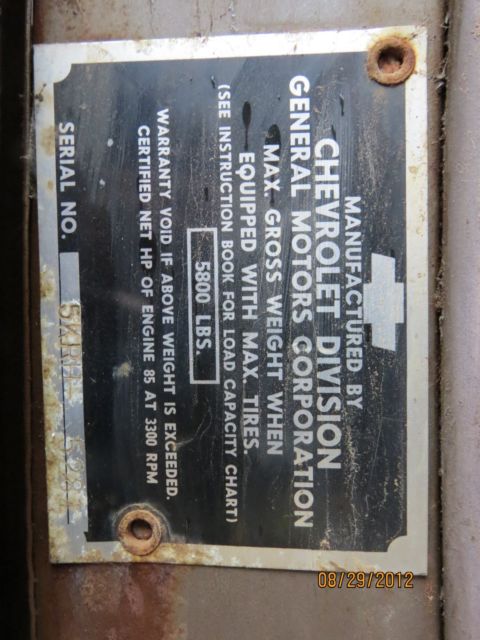 MANUFACTURED BY
CHEVROLET DIVISION
GENERAL MOTORS CORPORATION
MAX. GROSS WEIGHT WHEN
EQUIPPED WITH MAX. TIRES.
(SEE INSTRUCTION BOOK FOR LOAD CAPACITY CHART)
5800 LBS.
WARRANTY VOID IF ABOVE WEIGHT IS EXCEEDED.
CERTIFIED NET HP OF ENGINE 85 AT 3300 RPM
SERIAL NO.
08/29/2012